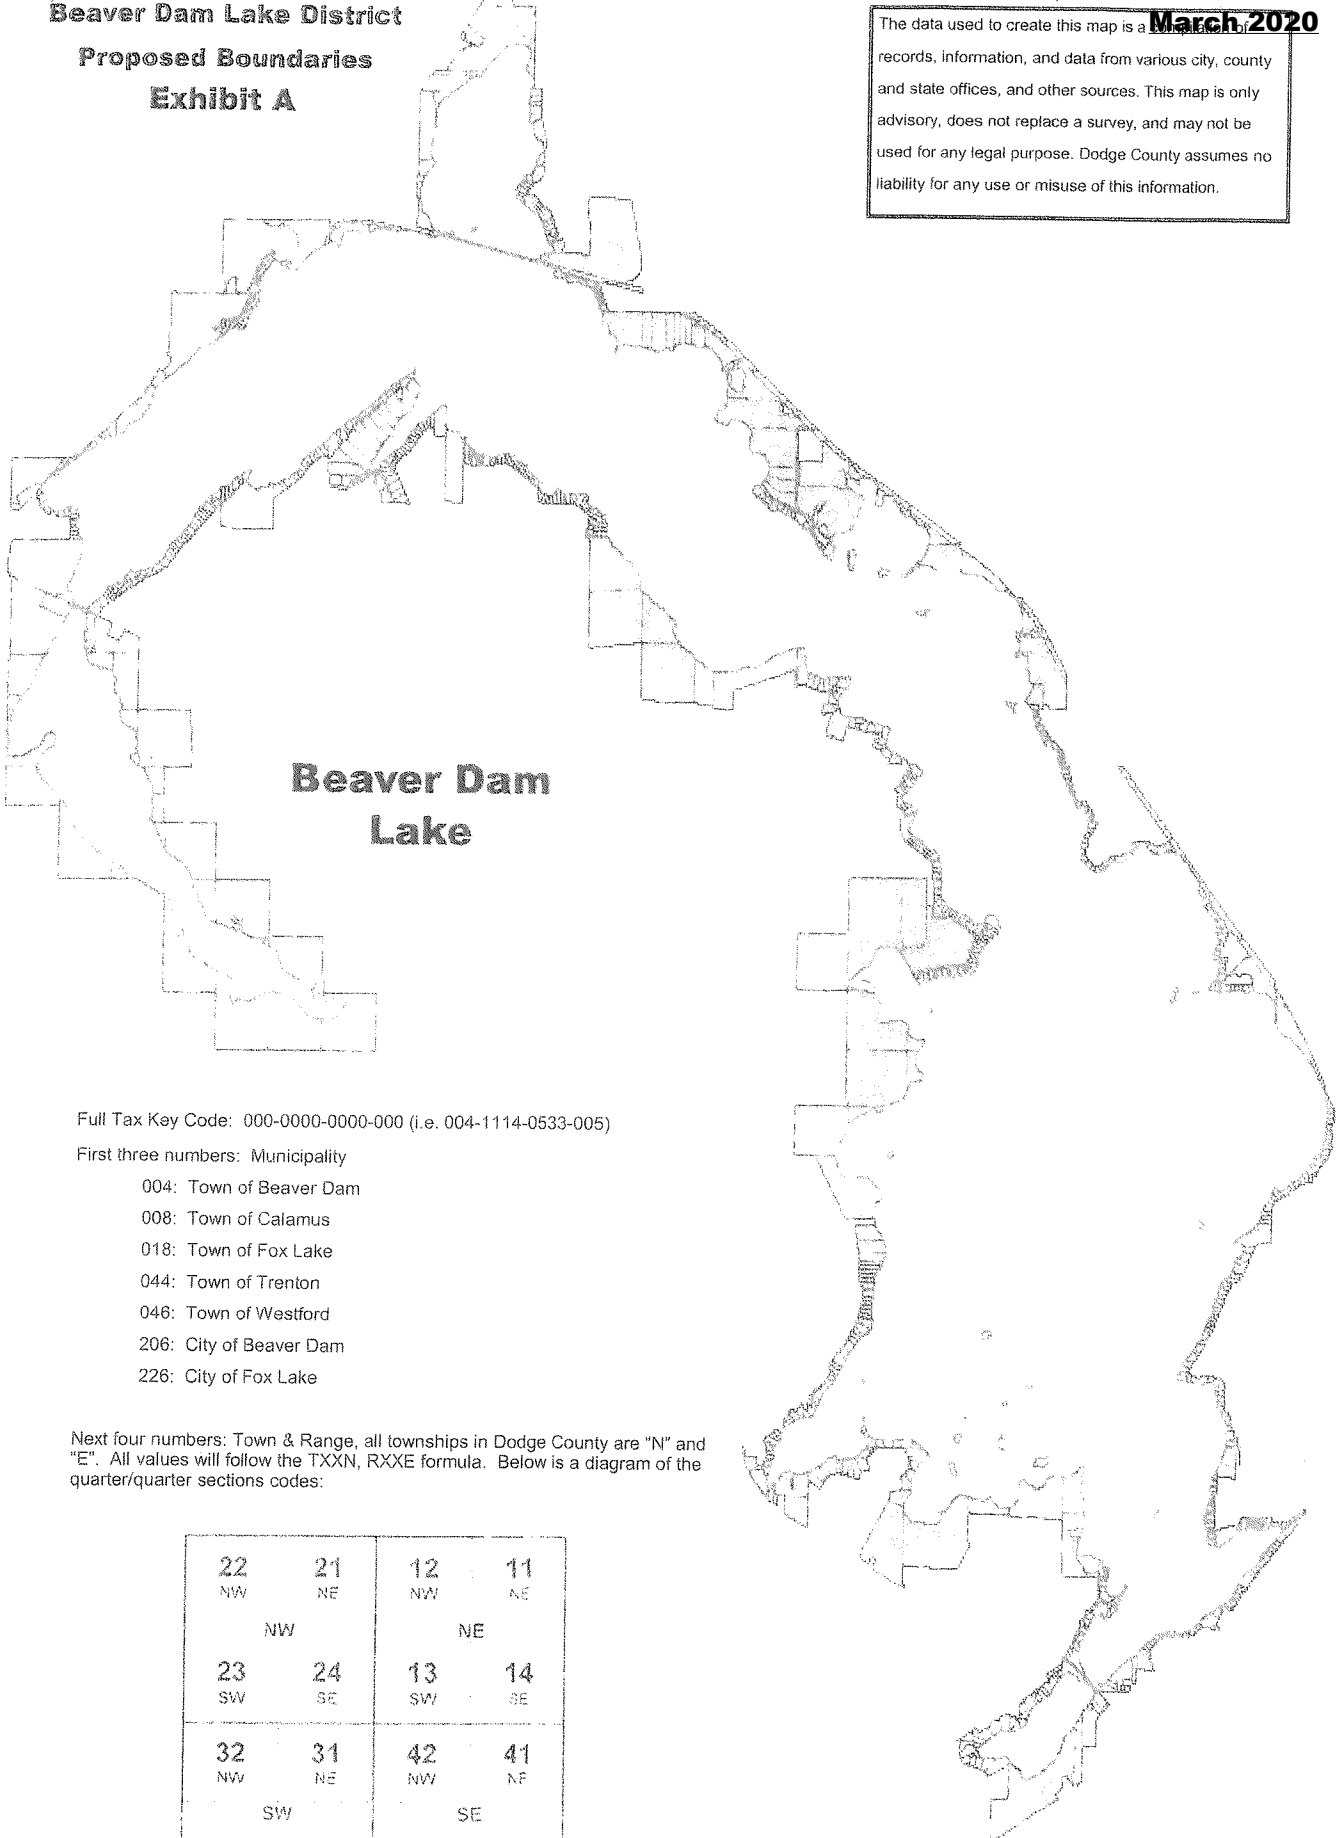 Beaver Dam Lake District
Proposed Boundaries
Exhibit A
March 2020
The data used to create this map is a compilation of
records, information, and data from various city, county
and state offices, and other sources. This map is only
advisory, does not replace a survey, and may not be
used for any legal purpose. Dodge County assumes no
liability for any use or misuse of this information.
Beaver Dam
Lake
Full Tax Key Code: 000-0000-0000-000 (i.e. 004-1114-0533-005)
First three numbers: Municipality
004: Town of Beaver Dam
008: Town of Calamus
018: Town of Fox Lake
044: Town of Trenton
046: Town of Westford
206: City of Beaver Dam
226: City of Fox Lake
Next four numbers: Town & Range, all townships in Dodge County are "N" and
"E". All values will follow the TXXN, RXXE formula. Below is a diagram of the
quarter/quarter sections codes:
22 21 12 11
NW NE NW NE
NW NE
23 24 13 14
SW SE SW SE
32 31 42 41
NW NE NW NE
SW SE